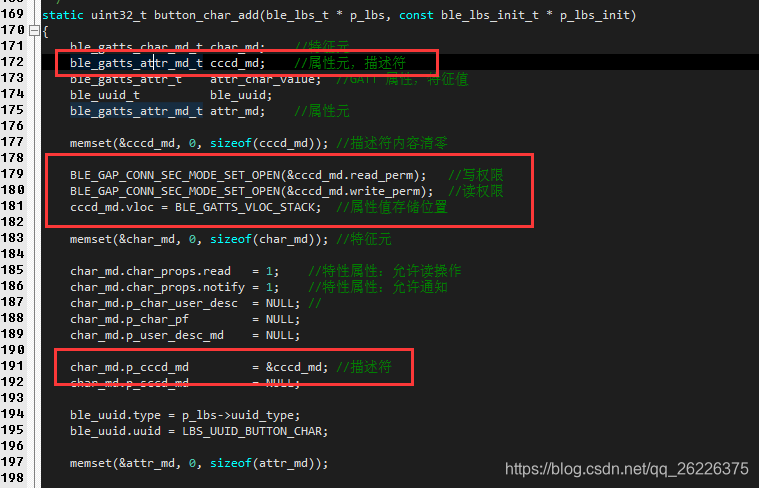 169 static uint32_t button_char_add(ble_lbs_t * p_lbs, const ble_lbs_init_t * p_lbs_init)
170 {
171 ble_gatts_char_md_t char_md; //特征元
172 ble_gatts_attr_md_t cccd_md; //属性元，描述符
173 ble_gatts_attr_t attr_char_value; //GATT 属性，特征值
174 ble_uuid_t ble_uuid;
175 ble_gatts_attr_md_t attr_md; //属性元
176
177 memset(&cccd_md, 0, sizeof(cccd_md)); //描述符内容清零
178
179 BLE_GAP_CONN_SEC_MODE_SET_OPEN(&cccd_md.read_perm); //写权限
180 BLE_GAP_CONN_SEC_MODE_SET_OPEN(&cccd_md.write_perm); //读权限
181 cccd_md.vloc = BLE_GATTS_VLOC_STACK; //属性值存储位置
182
183 memset(&char_md, 0, sizeof(char_md)); //特征元
184
185 char_md.char_props.read = 1; //特性属性：允许读操作
186 char_md.char_props.notify = 1; //特性属性：允许通知
187 char_md.p_char_user_desc = NULL; //
188 char_md.p_char_pf = NULL;
189 char_md.p_user_desc_md = NULL;
190
191 char_md.p_cccd_md = &cccd_md; //描述符
192 char_md.p_sccd_md = NULL;
193
194 ble_uuid.type = p_lbs->uuid_type;
195 ble_uuid.uuid = LBS_UUID_BUTTON_CHAR;
196
197 memset(&attr_md, 0, sizeof(attr_md));
198
https://blog.csdn.net/qq_26226375